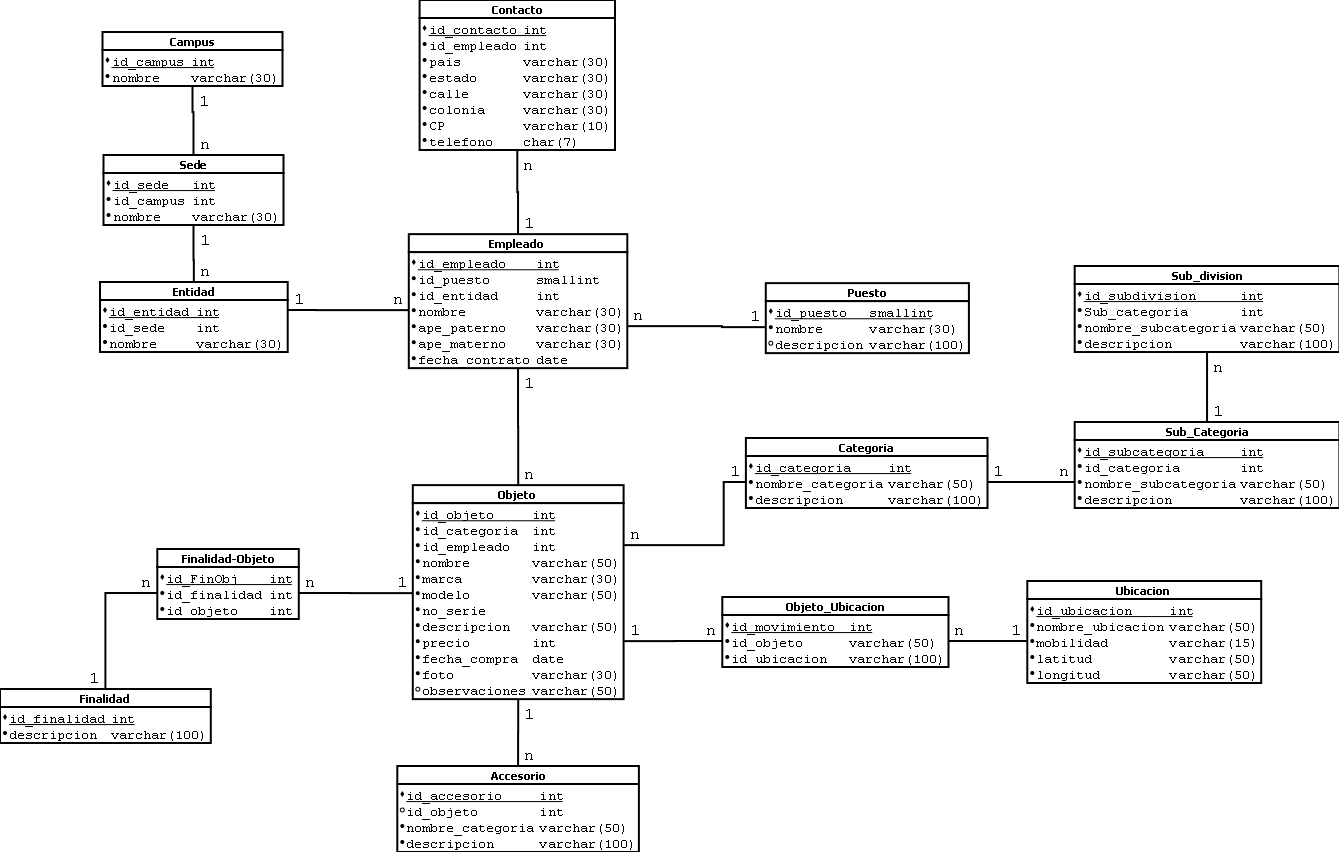 Contacto
id_contacto int
id_empleado int
pais varchar(30)
estado varchar(30)
calle varchar(30)
colonia varchar(30)
CP varchar(10)
telefono char(7)
Campus
id_campus int
nombre varchar(30)
1
n
Sede
id_sede int
id_campus int
nombre varchar(30)
1
n
Entidad
id_entidad int
id_sede int
nombre varchar(30)
n
1
1
n
Empleado
id_empleado int
id_puesto smallint
id_entidad int
nombre varchar(30)
ape_paterno varchar(30)
ape_materno varchar(30)
fecha_contrato date
n
1
Puesto
id_puesto smallint
nombre varchar(30)
descripcion varchar(100)
Sub_division
id_subdivision int
Sub_categoria int
nombre_subcategoria varchar(50)
descripcion varchar(100)
n
1
Sub_Categoria
id_subcategoria int
id_categoria int
nombre_subcategoria varchar(50)
descripcion varchar(100)
1
n
Categoria
id_categoria int
nombre_categoria varchar(50)
descripcion varchar(100)
1
n
1
n
Objeto
id_objeto int
id_categoria int
id_empleado int
nombre varchar(50)
marca varchar(30)
modelo varchar(50)
no_serie
descripcion varchar(50)
precio int
fecha_compra date
foto varchar(30)
observaciones varchar(50)
Finalidad-Objeto
id_FinObj int
id_finalidad int
id_objeto int
n
n
1
1
Finalidad
id_finalidad int
descripcion varchar(100)
1
n
Objeto_Ubicacion
id_movimiento int
id_objeto varchar(50)
id_ubicacion varchar(100)
n
1
Ubicacion
id_ubicacion int
nombre_ubicacion varchar(50)
mobilidad varchar(15)
latitud varchar(50)
longitud varchar(50)
1
n
Accesorio
id_accesorio int
id_objeto int
nombre_categoria varchar(50)
descripcion varchar(100)